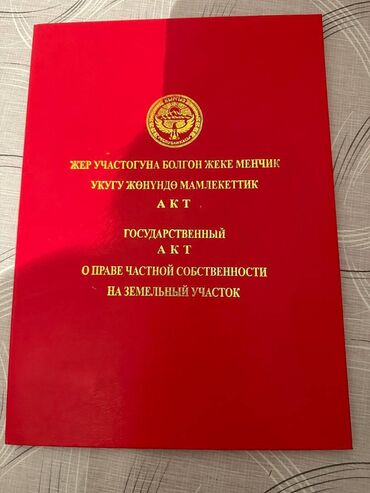 ЖЕР УЧАСТОГУНА БОЛГОН ЖЕКЕ МЕНЧИК
УКУГУ ЖӨНҮНДӨ МАМЛЕКЕТТИК
АКТ
ГОСУДАРСТВЕННЫЙ
АКТ
О ПРАВЕ ЧАСТНОЙ СОБСТВЕННОСТИ
НА ЗЕМЕЛЬНЫЙ УЧАСТОК